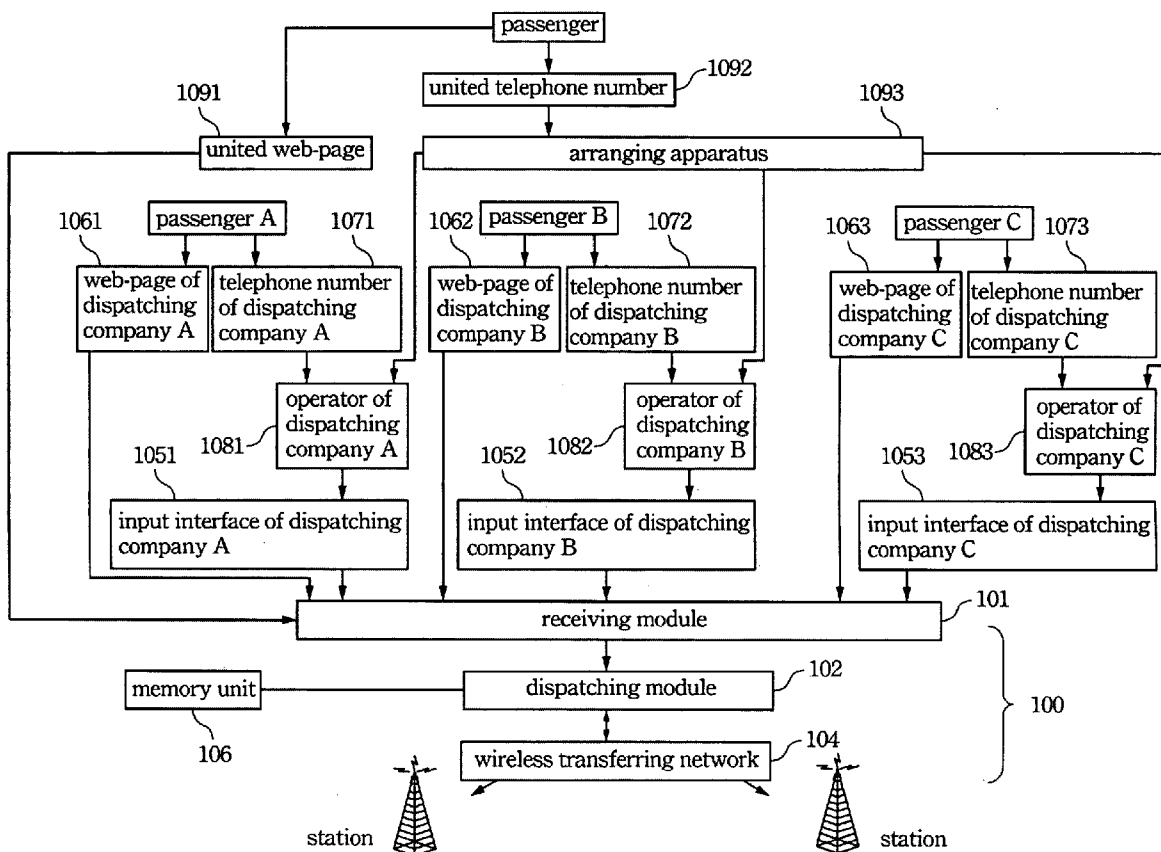 passenger
1092
united telephone number
1091
1093
united web-page
arranging apparatus
1061
passenger A
1071
1062
passenger B
1072
1063
passenger C
1073
web-page of
dispatching
company A
telephone number
of dispatching
company A
web-page of
dispatching
company B
telephone number
of dispatching
company B
web-page of
dispatching
company C
telephone number
of dispatching
company C
operator of
dispatching
company A
1081
operator of
dispatching
company B
1082
operator of
dispatching
company C
1083
1051
1052
1053
input interface of dispatching
company A
input interface of dispatching
company B
input interface of dispatching
company C
receiving module
101
memory unit
106
dispatching module
102
100
wireless transferring network
104
station
station